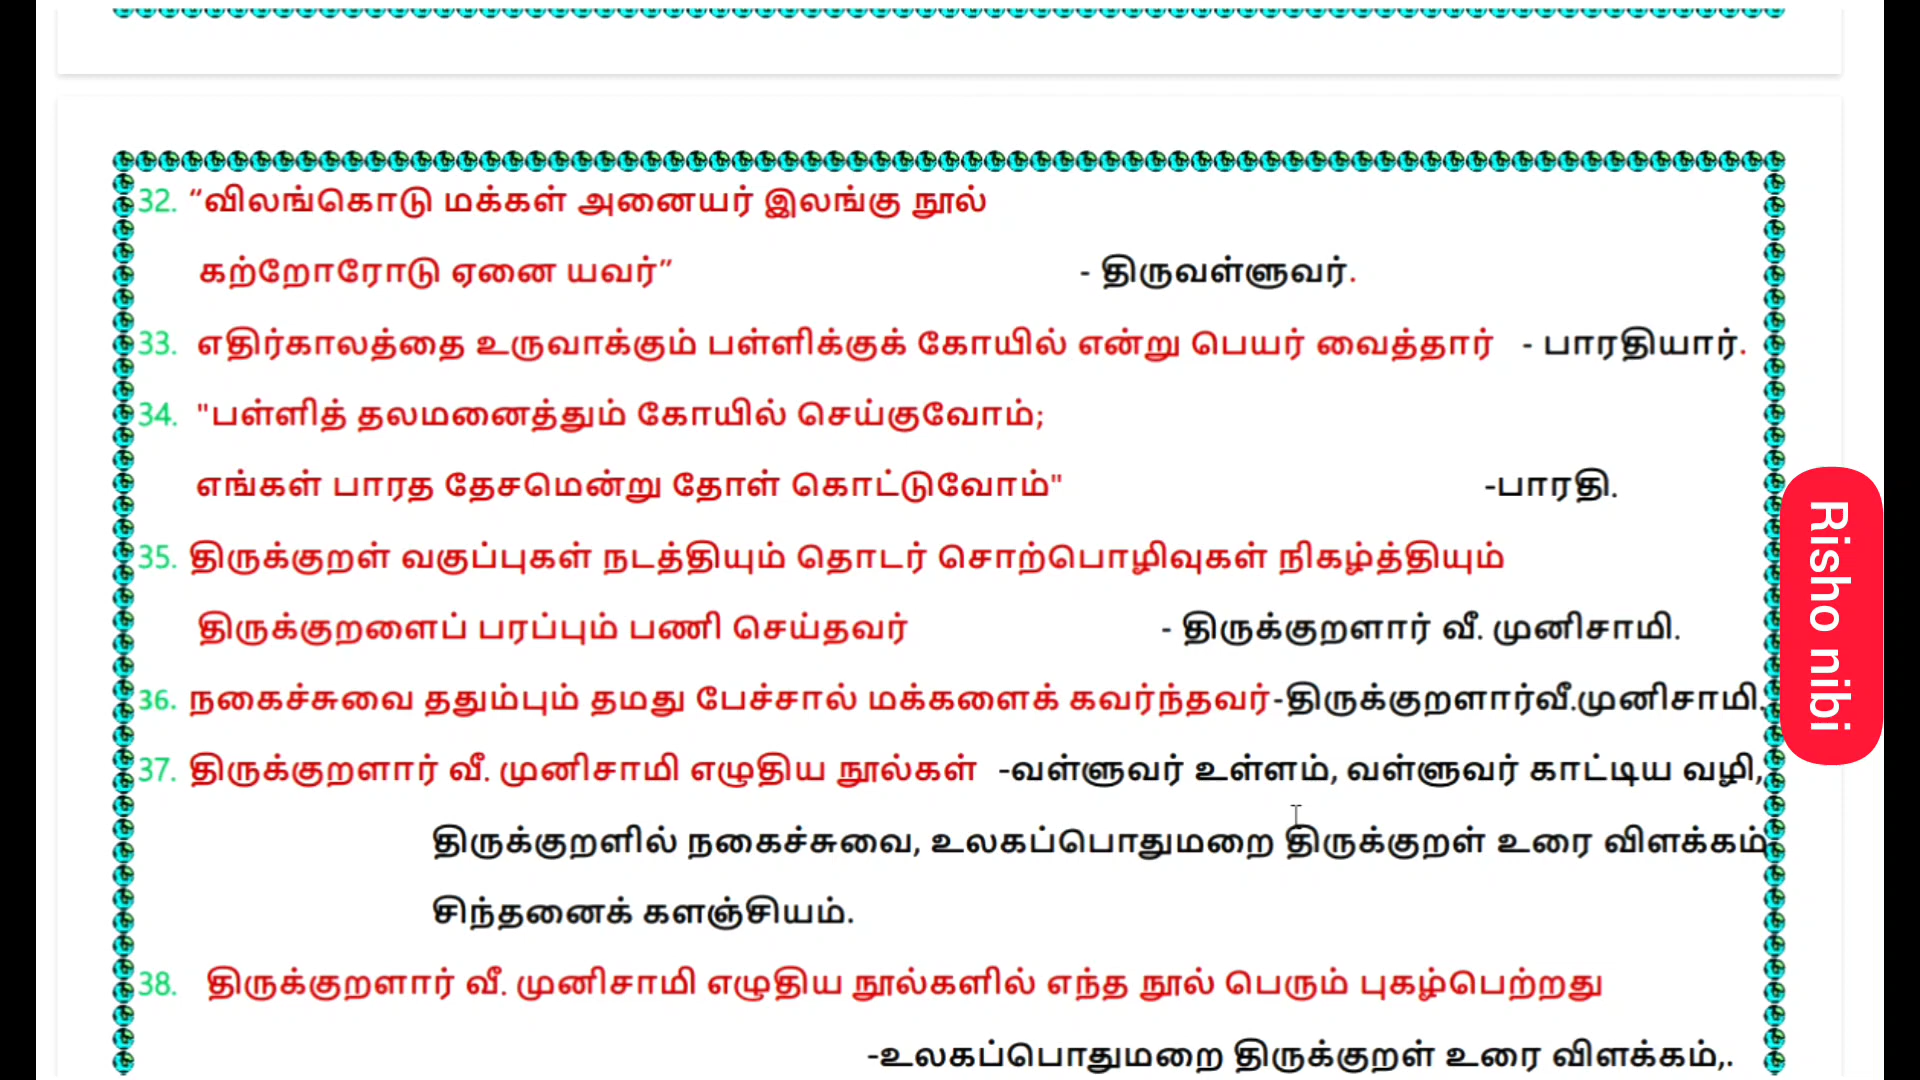 32. “விலங்கொடு மக்கள் அனையர் இலங்கு நூல்
கற்றோரோடு ஏனை யவர்” - திருவள்ளுவர்.
33. எதிர்காலத்தை உருவாக்கும் பள்ளிக்குக் கோயில் என்று பெயர் வைத்தார் - பாரதியார்.
34. "பள்ளித் தலமனைத்தும் கோயில் செய்குவோம்;
எங்கள் பாரத தேசமென்று தோள் கொட்டுவோம்" -பாரதி.
35. திருக்குறள் வகுப்புகள் நடத்தியும் தொடர் சொற்பொழிவுகள் நிகழ்த்தியும்
திருக்குறளைப் பரப்பும் பணி செய்தவர் - திருக்குறளார் வீ. முனிசாமி.
36. நகைச்சுவை ததும்பும் தமது பேச்சால் மக்களைக் கவர்ந்தவர்-திருக்குறளார்வீ.முனிசாமி.
37. திருக்குறளார் வீ. முனிசாமி எழுதிய நூல்கள் -வள்ளுவர் உள்ளம், வள்ளுவர் காட்டிய வழி,
திருக்குறளில் நகைச்சுவை, உலகப்பொதுமறை திருக்குறள் உரை விளக்கம்
சிந்தனைக் களஞ்சியம்.
38. திருக்குறளார் வீ. முனிசாமி எழுதிய நூல்களில் எந்த நூல் பெரும் புகழ்பெற்றது
-உலகப்பொதுமறை திருக்குறள் உரை விளக்கம்,.
Risho nibi